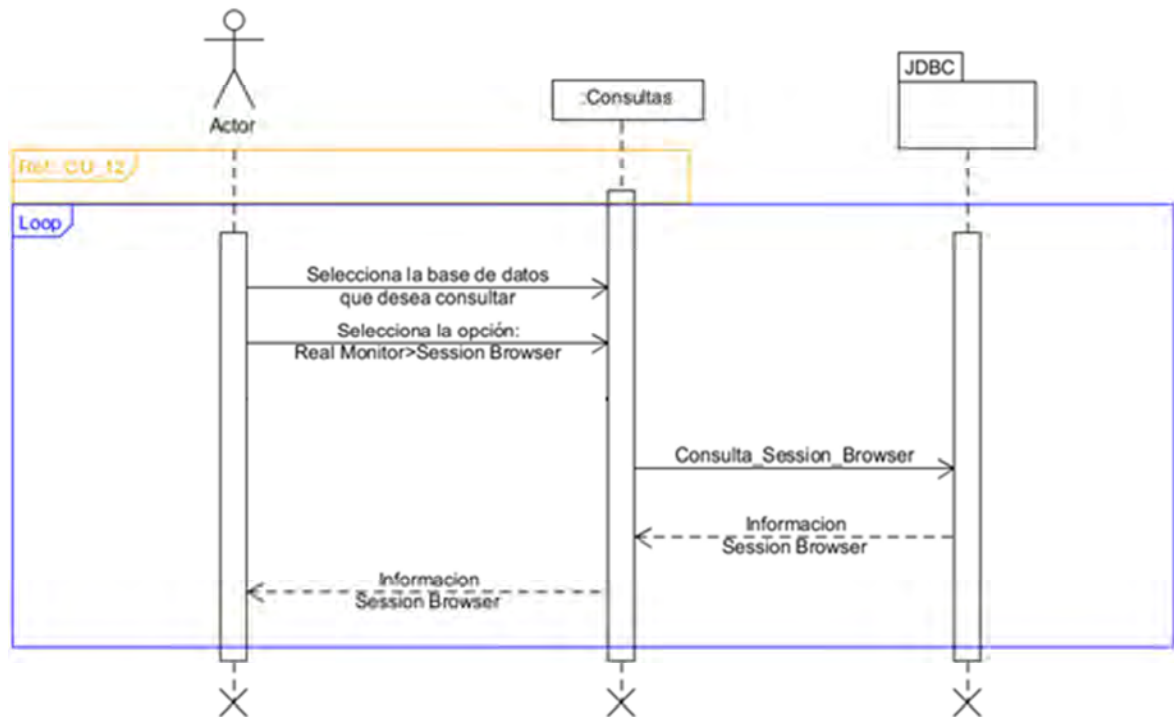 JDBC
:Consultas
Actor
Ref: CU_12
Loop
Selecciona la base de datos
que desea consultar
Selecciona la opción:
Real Monitor>Session Browser
Consulta_Session_Browser
Informacion
Session Browser
Informacion
Session Browser